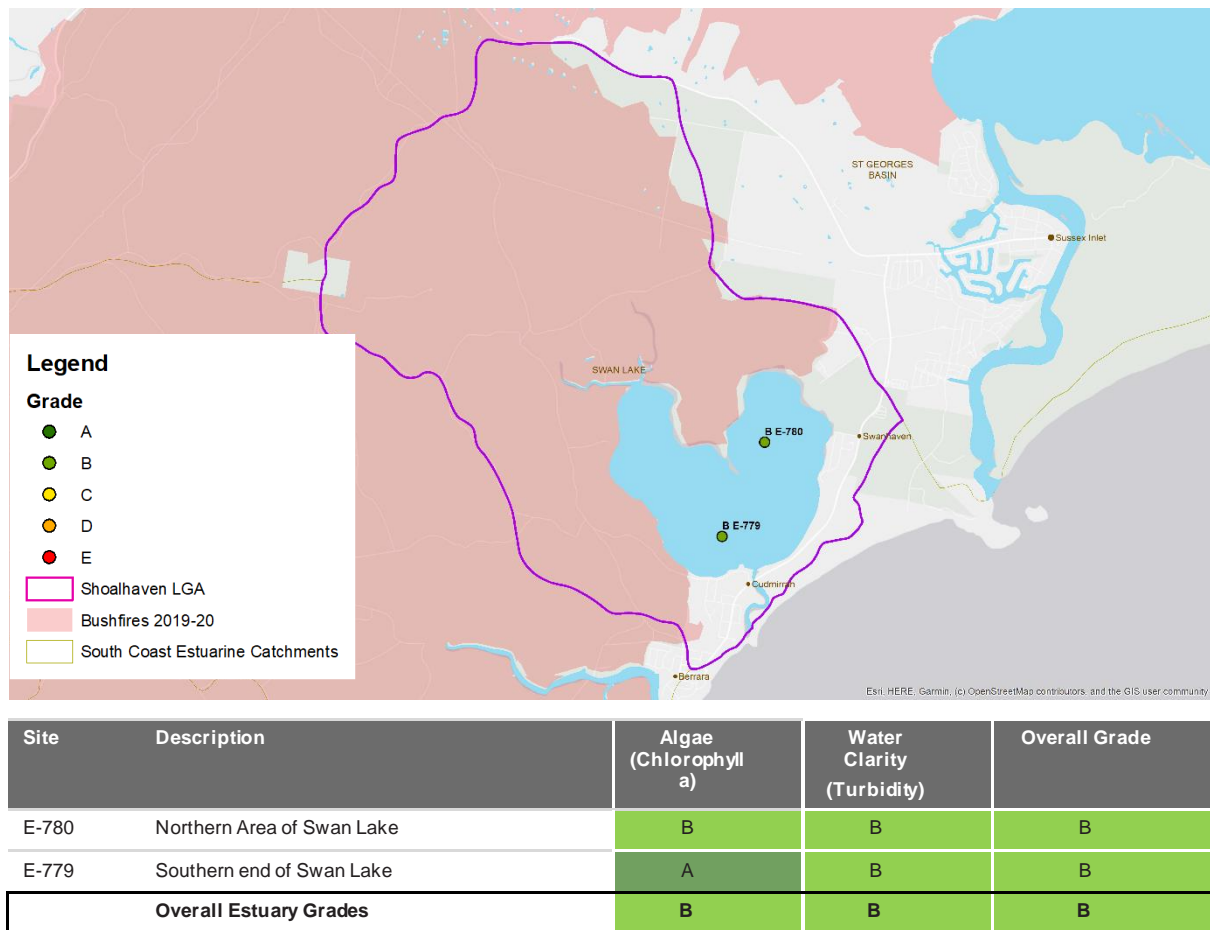 ST GEORGES
BASIN
Sussex Inlet
SWAN LAKE
B E-780
Swanhaven
B E-779
Cudmirrah
Berrara
Legend
Grade
A
B
C
D
E
Shoalhaven LGA
Bushfires 2019-20
South Coast Estuarine Catchments
Esri, HERE, Garmin, (c) OpenStreetMap contributors, and the GIS user community
Site Description Algae (Chlorophyll a) Water Clarity (Turbidity) Overall Grade
E-780 Northern Area of Swan Lake B B B
E-779 Southern end of Swan Lake A B B
Overall Estuary Grades B B B